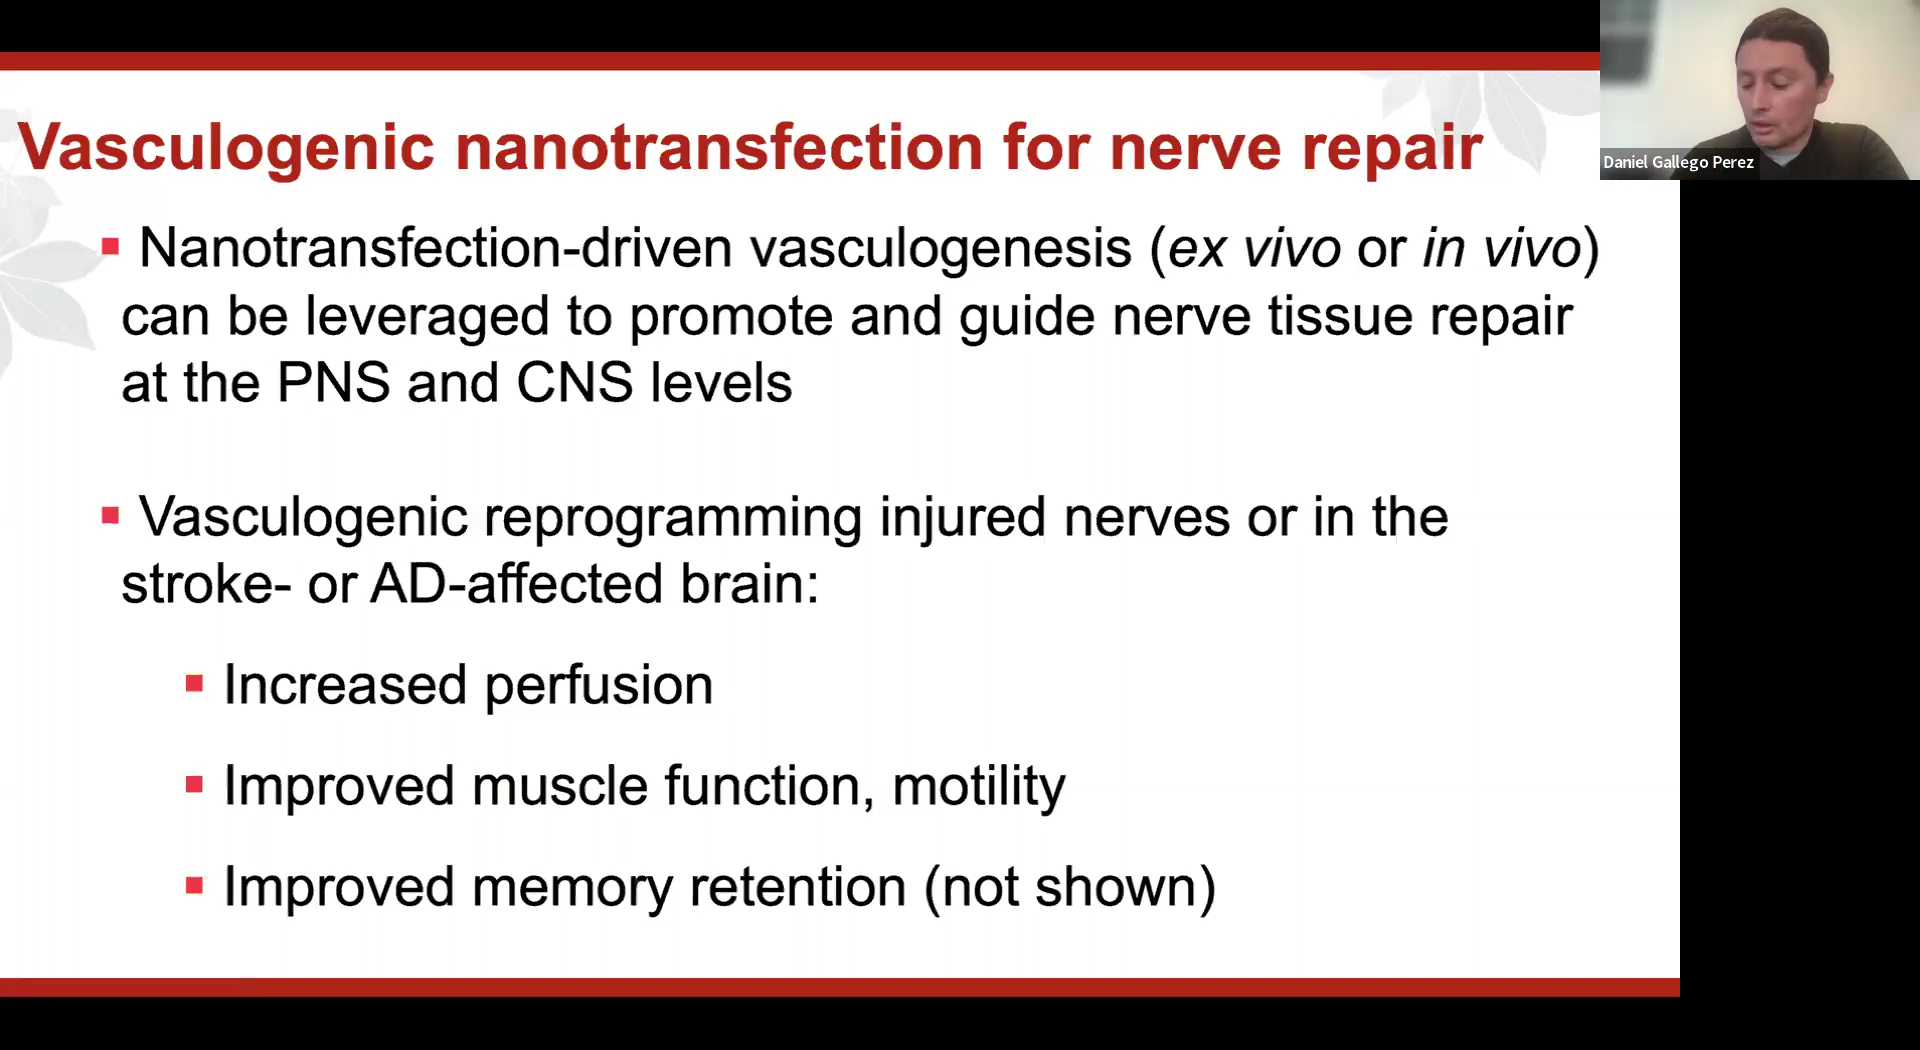 Vasculogenic nanotransfection for nerve repair
Daniel Gallego Perez
▪ Nanotransfection-driven vasculogenesis (ex vivo or in vivo)
can be leveraged to promote and guide nerve tissue repair
at the PNS and CNS levels
▪ Vasculogenic reprogramming injured nerves or in the
stroke- or AD-affected brain:
▪ Increased perfusion
▪ Improved muscle function, motility
▪ Improved memory retention (not shown)